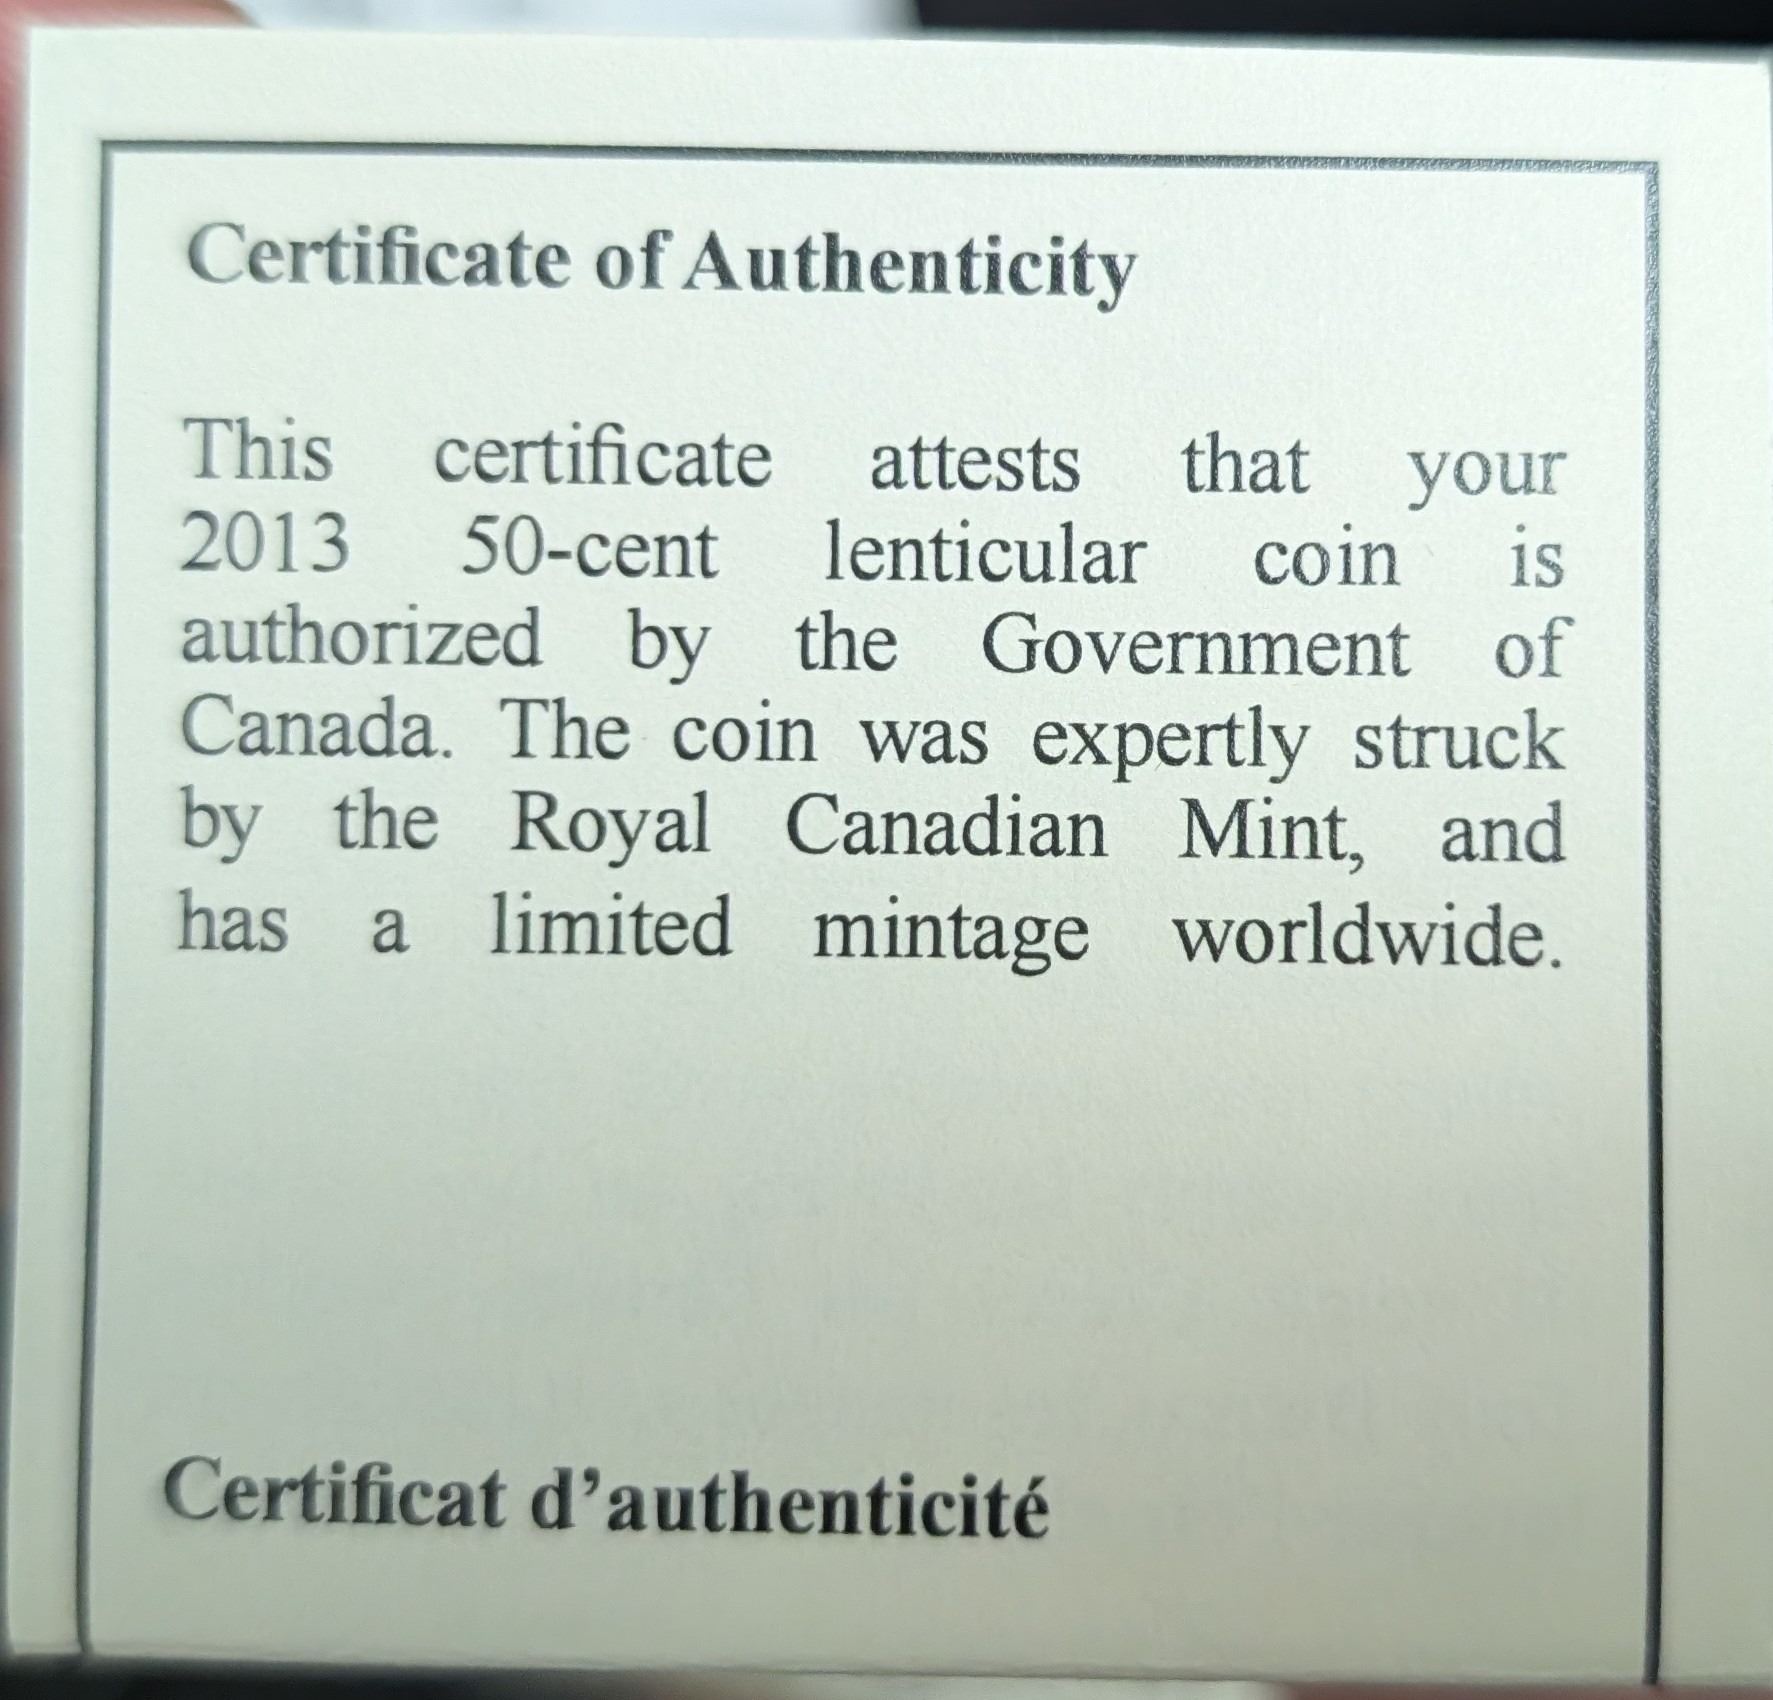 Certificate of Authenticity
This certificate attests that your
2013 50-cent lenticular coin is
authorized by the Government of
Canada. The coin was expertly struck
by the Royal Canadian Mint, and
has a limited mintage worldwide.
Certificat d’authenticité